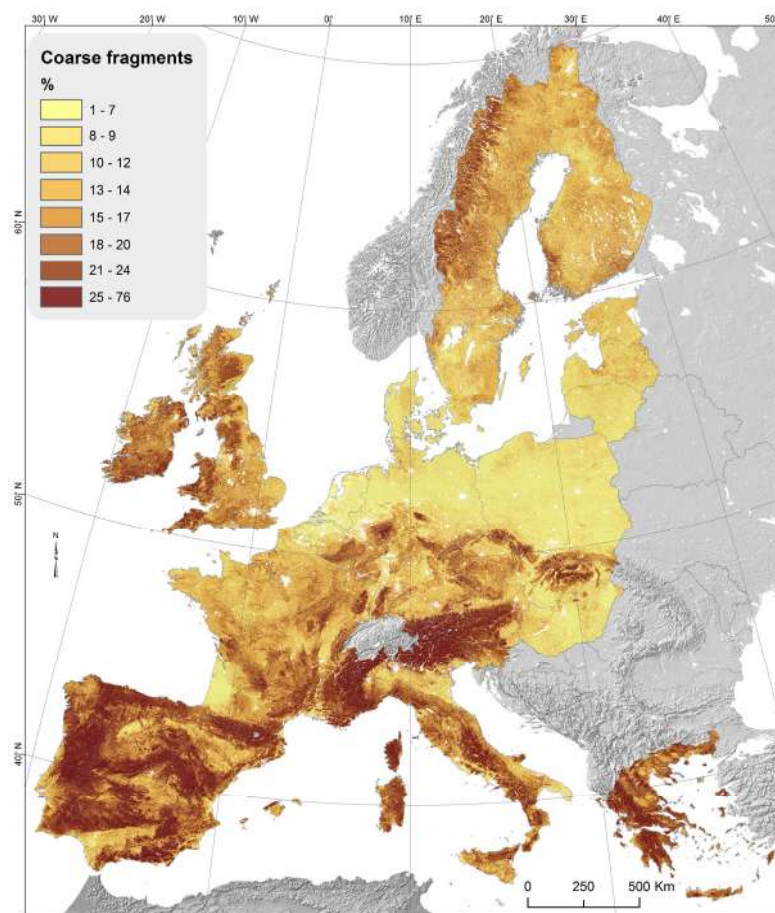 30°W 20°W 10°W 0° 10°E 20°E 30°E 40°E 50°
Coarse fragments
%
1 - 7
8 - 9
10 - 12
13 - 14
15 - 17
18 - 20
21 - 24
25 - 76
60°N
50°N
N
40°N
0 250 500 Km